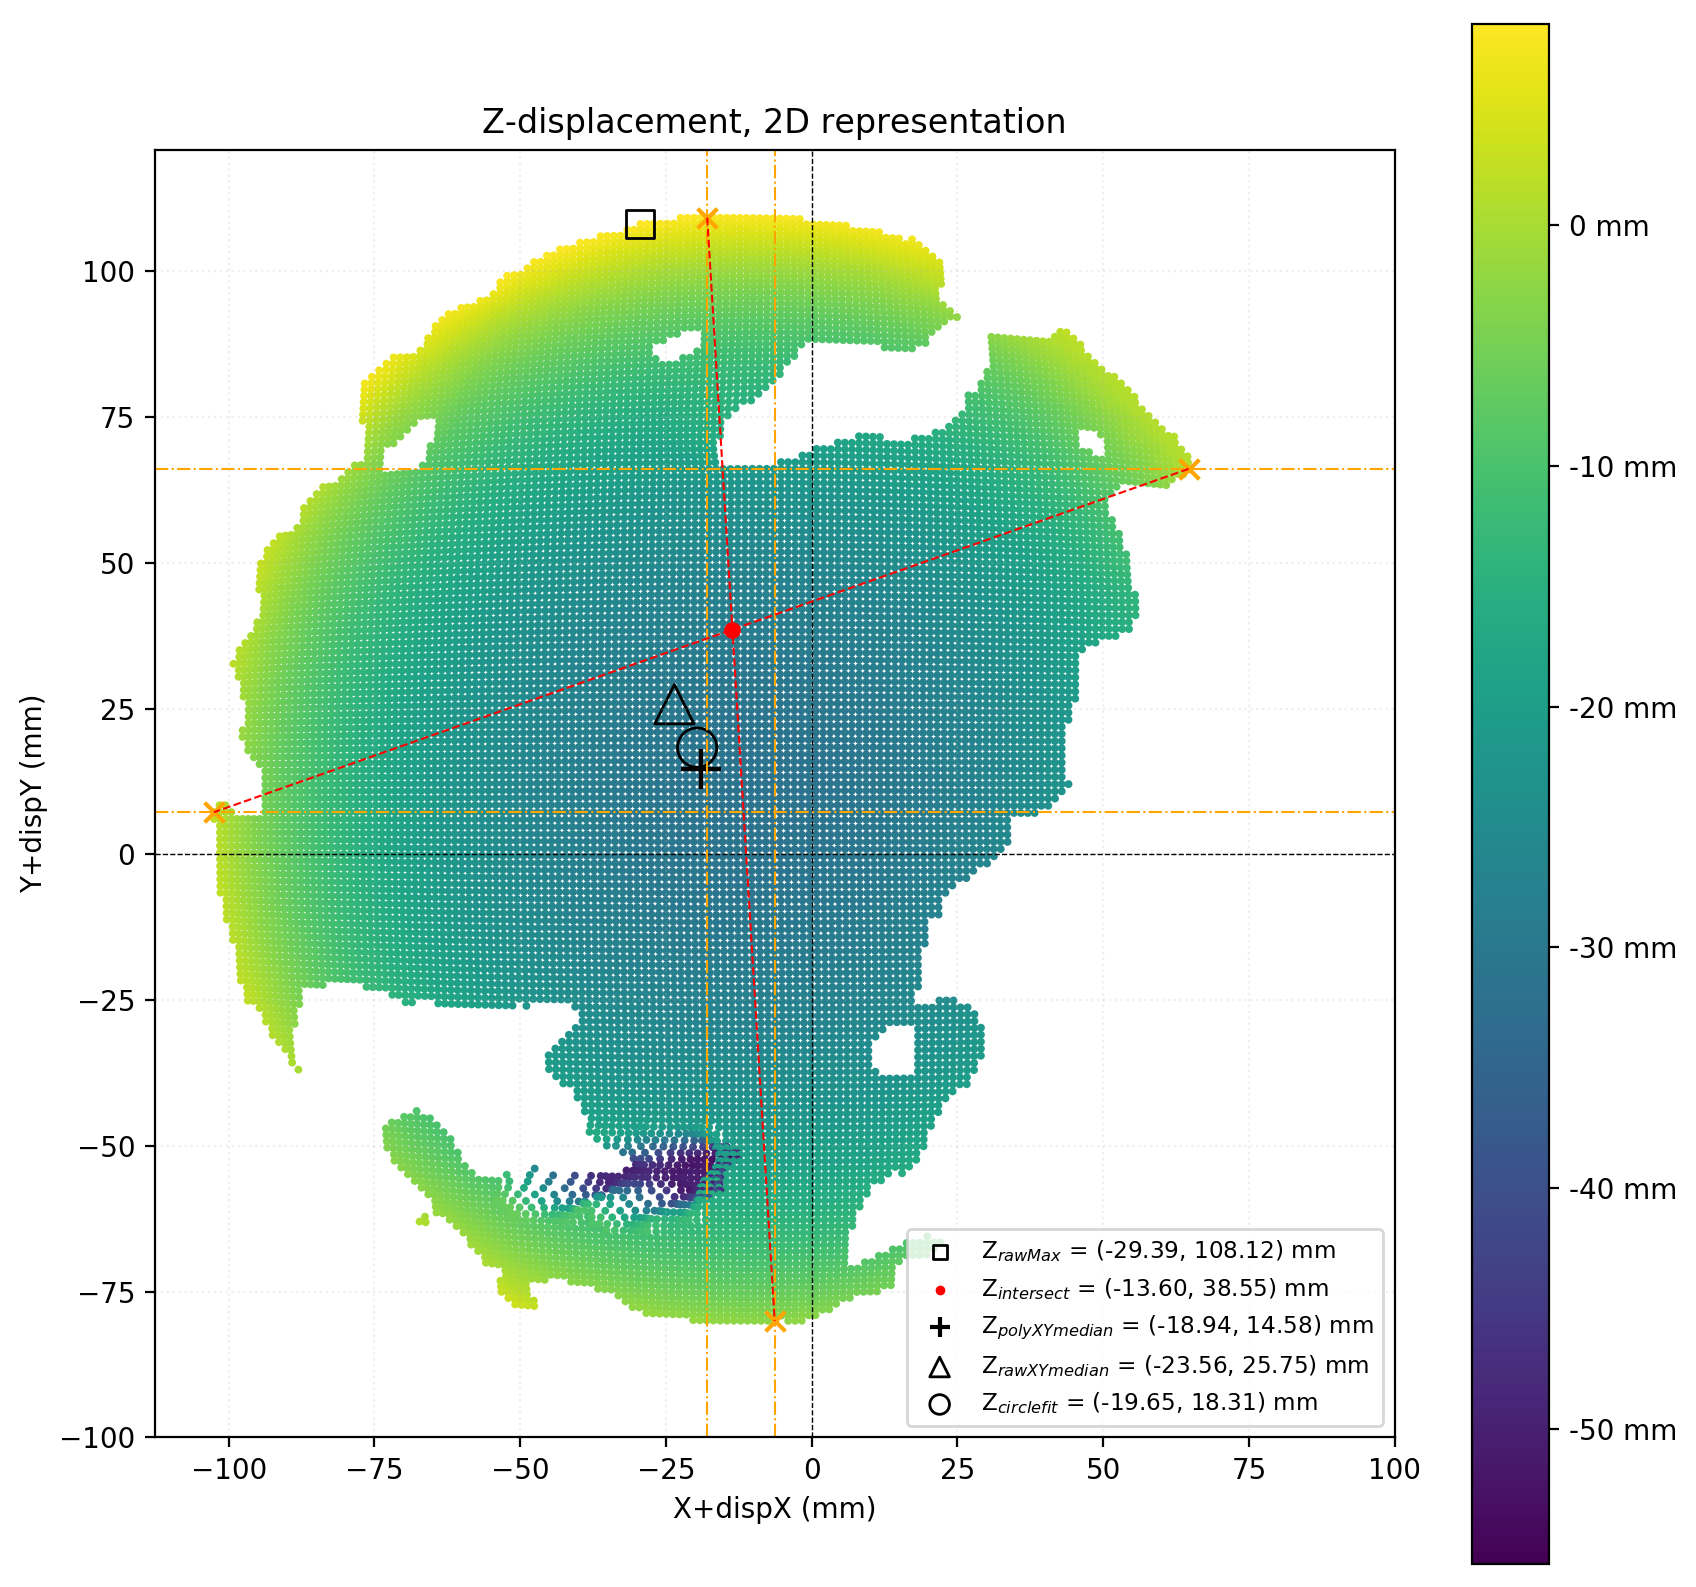 Z-displacement, 2D representation
0 mm
-10 mm
-20 mm
-30 mm
-40 mm
-50 mm
100
75
50
25
0
−25
−50
−75
−100
Y+dispY (mm)
−100
−75
−50
−25
0
25
50
75
100
X+dispX (mm)
Z_rawMax = (-29.39, 108.12) mm
Z_intersect = (-13.60, 38.55) mm
Z_polyXYmedian = (-18.94, 14.58) mm
Z_rawXYmedian = (-23.56, 25.75) mm
Z_circlefit = (-19.65, 18.31) mm